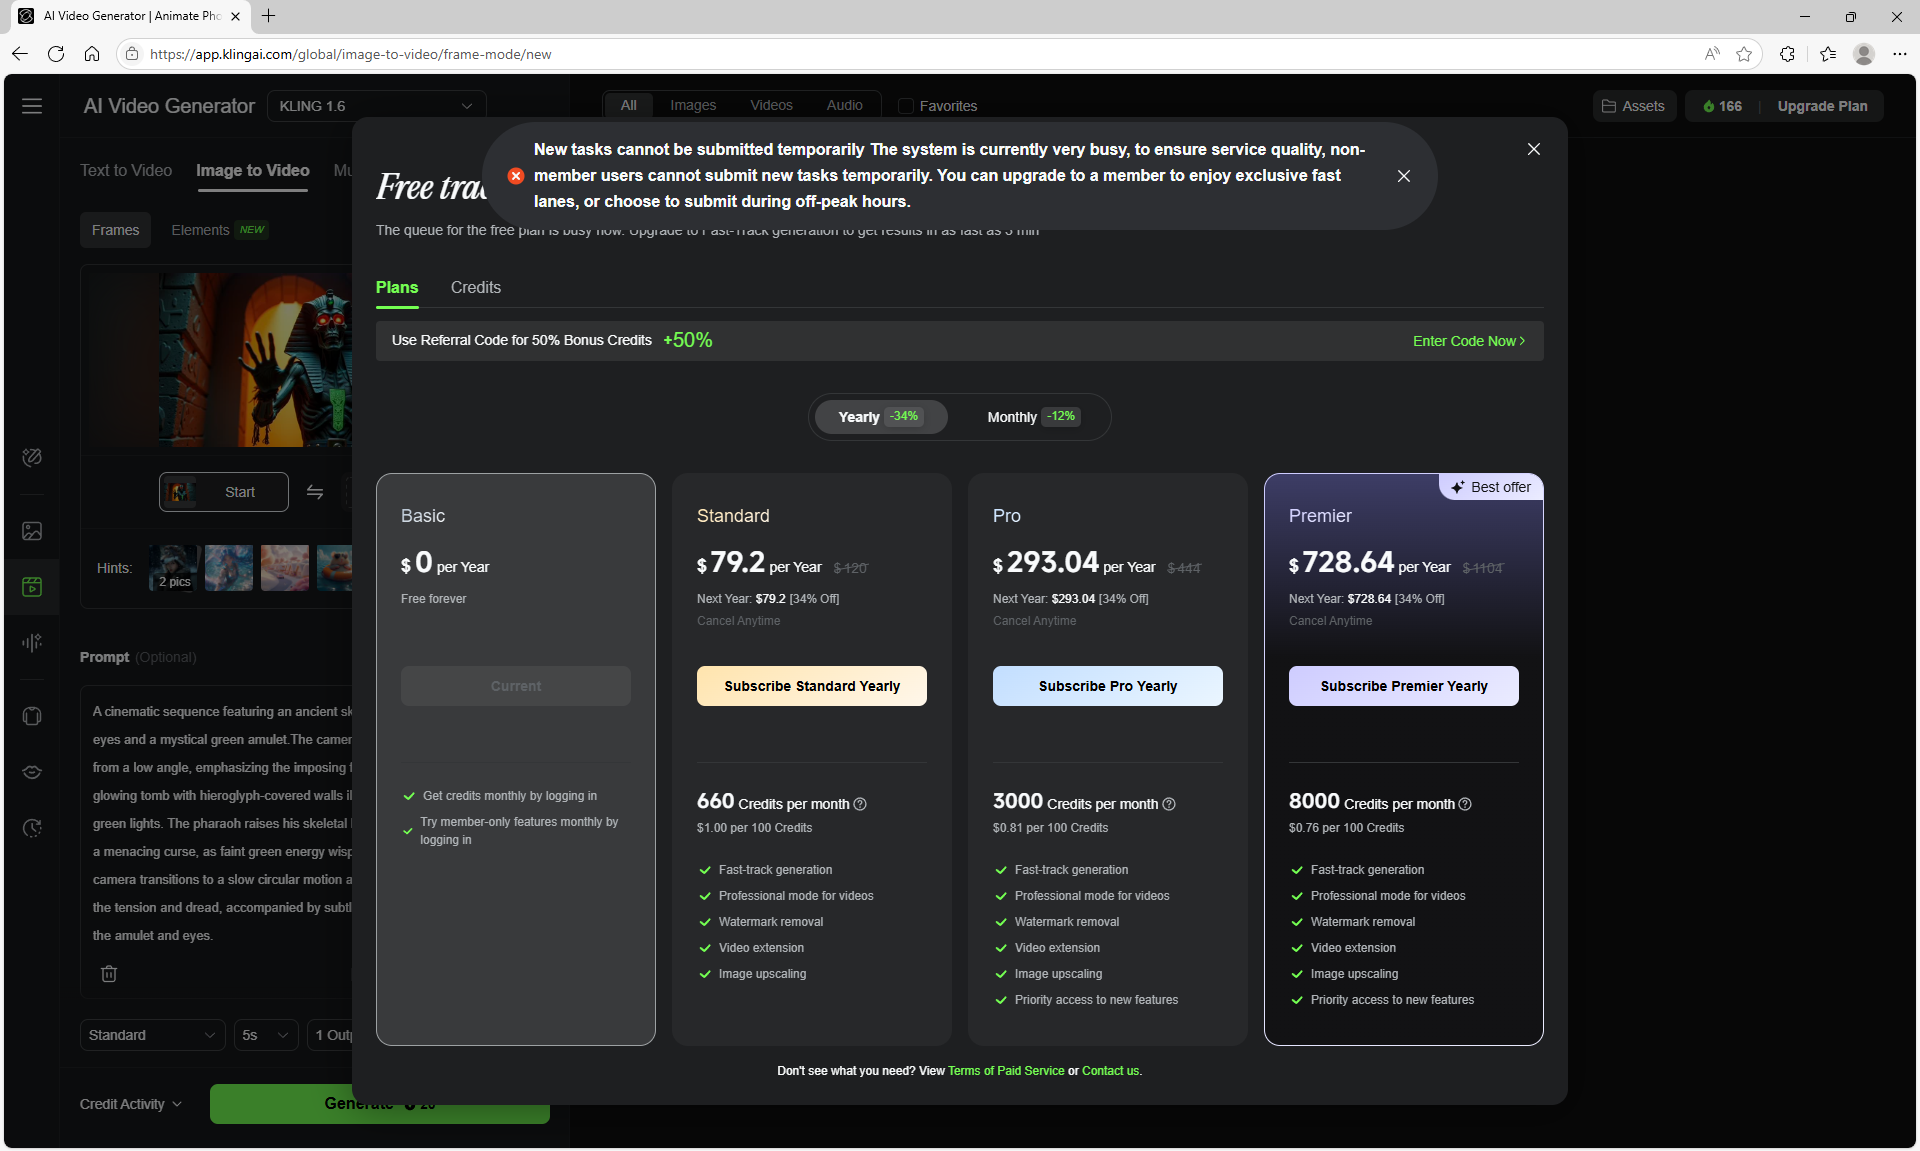 AI Video Generator | Animate Pho
https://app.klingai.com/global/image-to-video/frame-mode/new
AI Video Generator
KLING 1.6
All
Images
Videos
Audio
Favorites
Assets
166
Upgrade Plan
Text to Video
Image to Video
Mu
New tasks cannot be submitted temporarily The system is currently very busy, to ensure service quality, non-
member users cannot submit new tasks temporarily. You can upgrade to a member to enjoy exclusive fast
lanes, or choose to submit during off-peak hours.
Free trac
The queue for the free plan is busy now. Upgrade to Fast-Track generation to get results in as fast as 3 min
Frames
Elements NEW
Plans
Credits
Use Referral Code for 50% Bonus Credits +50%
Enter Code Now >
Yearly -34%
Monthly -12%
Start
Hints:
2 pics
Prompt (Optional)
A cinematic sequence featuring an ancient sk
eyes and a mystical green amulet.The camer
from a low angle, emphasizing the imposing f
glowing tomb with hieroglyph-covered walls il
green lights. The pharaoh raises his skeletal
a menacing curse, as faint green energy wisp
camera transitions to a slow circular motion a
the tension and dread, accompanied by subtl
the amulet and eyes.
Standard
5s
1 Outp
Credit Activity
Generate 20
Basic
$ 0 per Year
Free forever
Current
Get credits monthly by logging in
Try member-only features monthly by
logging in
Standard
$ 79.2 per Year $ 120
Next Year: $79.2 [34% Off]
Cancel Anytime
Subscribe Standard Yearly
660 Credits per month
$1.00 per 100 Credits
Fast-track generation
Professional mode for videos
Watermark removal
Video extension
Image upscaling
Pro
$ 293.04 per Year $ 444
Next Year: $293.04 [34% Off]
Cancel Anytime
Subscribe Pro Yearly
3000 Credits per month
$0.81 per 100 Credits
Fast-track generation
Professional mode for videos
Watermark removal
Video extension
Image upscaling
Priority access to new features
Best offer
Premier
$ 728.64 per Year $ 1104
Next Year: $728.64 [34% Off]
Cancel Anytime
Subscribe Premier Yearly
8000 Credits per month
$0.76 per 100 Credits
Fast-track generation
Professional mode for videos
Watermark removal
Video extension
Image upscaling
Priority access to new features
Don't see what you need? View Terms of Paid Service or Contact us.